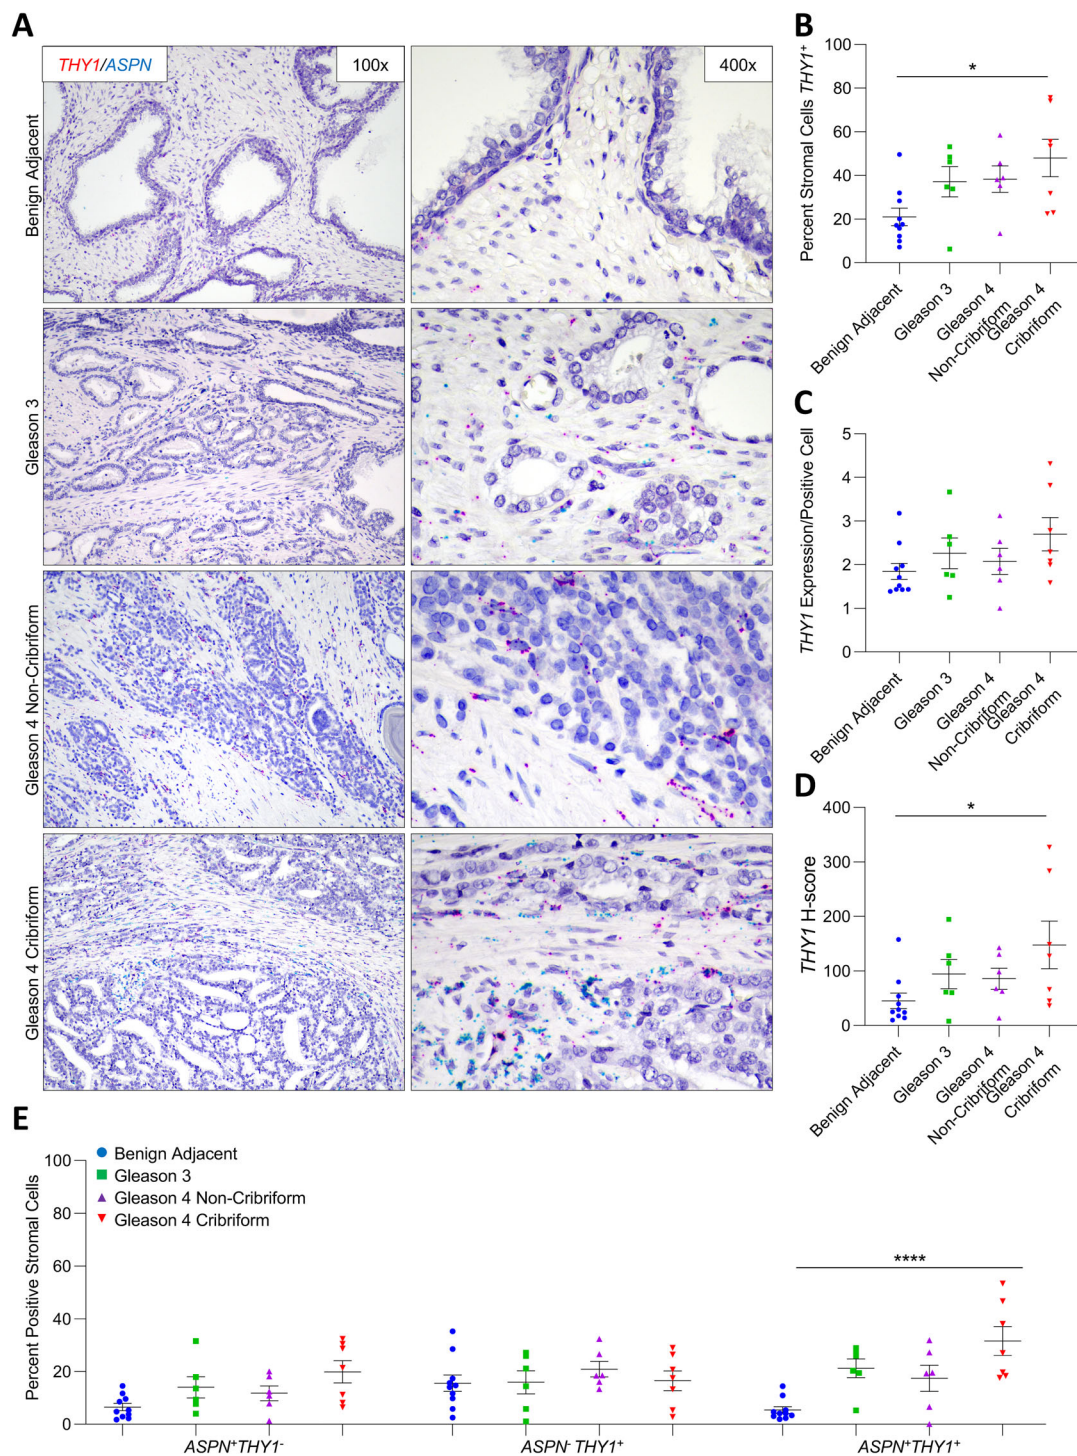 A
THY1/ASPN
100x
400x
Benign Adjacent
Gleason 3
Gleason 4 Non-Cribriform
Gleason 4 Cribriform
B
Percent Stromal Cells THY1⁺
100
80
60
40
20
0
*
Benign Adjacent
Gleason 3
Gleason 4
Non-Cribriform
Gleason 4
Cribriform
C
THY1 Expression/Positive Cell
5
4
3
2
1
0
Benign Adjacent
Gleason 3
Gleason 4
Non-Cribriform
Gleason 4
Cribriform
D
THY1 H-score
400
300
200
100
0
*
Benign Adjacent
Gleason 3
Gleason 4
Non-Cribriform
Gleason 4
Cribriform
E
Percent Positive Stromal Cells
100
80
60
40
20
0
Benign Adjacent
Gleason 3
Gleason 4 Non-Cribriform
Gleason 4 Cribriform
****
ASPN⁺THY1⁻
ASPN⁻THY1⁺
ASPN⁺THY1⁺